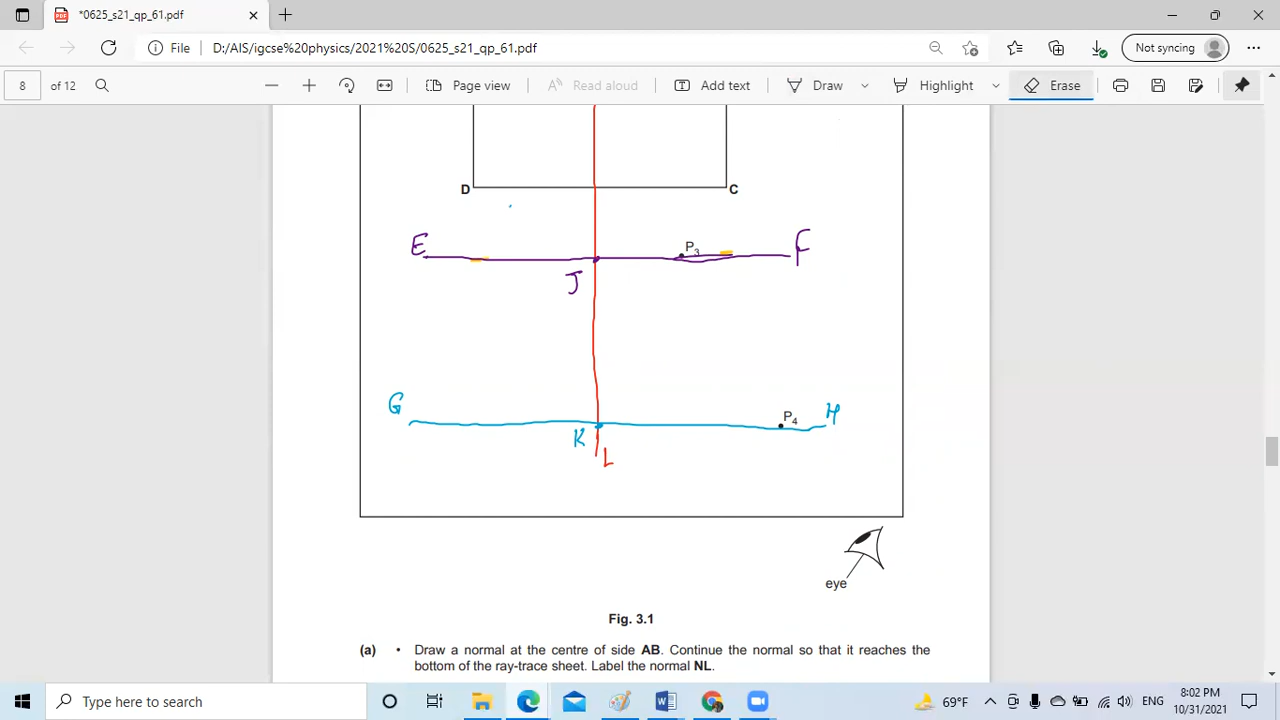 *0625_s21_qp_61.pdf
File D:/AIS/igcse%20physics/2021%20S/0625_s21_qp_61.pdf Not syncing
8 of 12 Page view Read aloud Add text Draw Highlight Erase
D C
E P3 F
J
G P4 H
K
L
eye
Fig. 3.1
(a) • Draw a normal at the centre of side AB. Continue the normal so that it reaches the
bottom of the ray-trace sheet. Label the normal NL.
Type here to search 69°F ENG 8:02 PM
10/31/2021